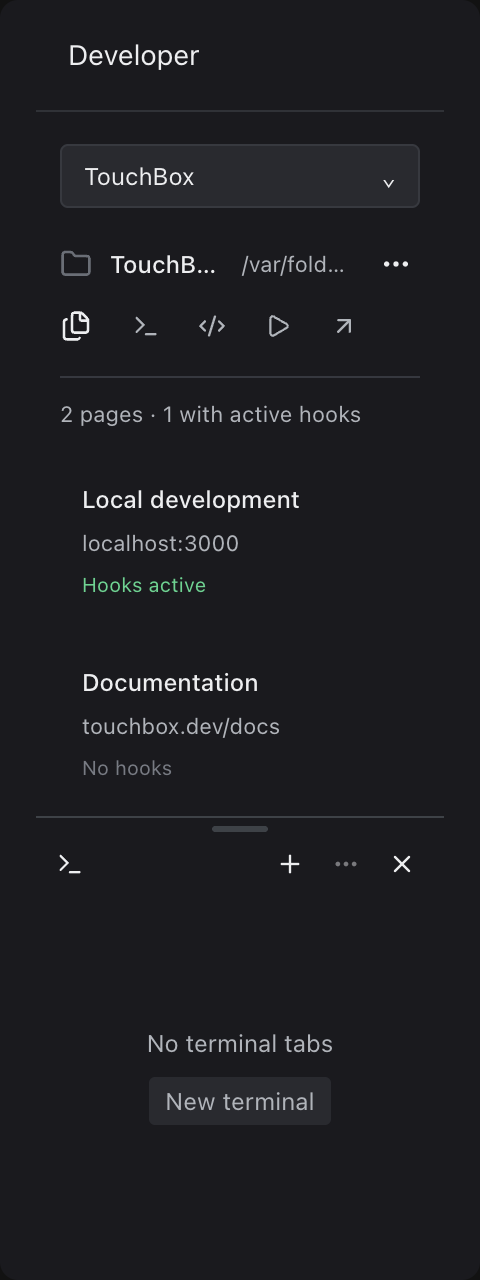 Developer
TouchBox
TouchB... /var/fold...
2 pages · 1 with active hooks
Local development
localhost:3000
Hooks active
Documentation
touchbox.dev/docs
No hooks
No terminal tabs
New terminal